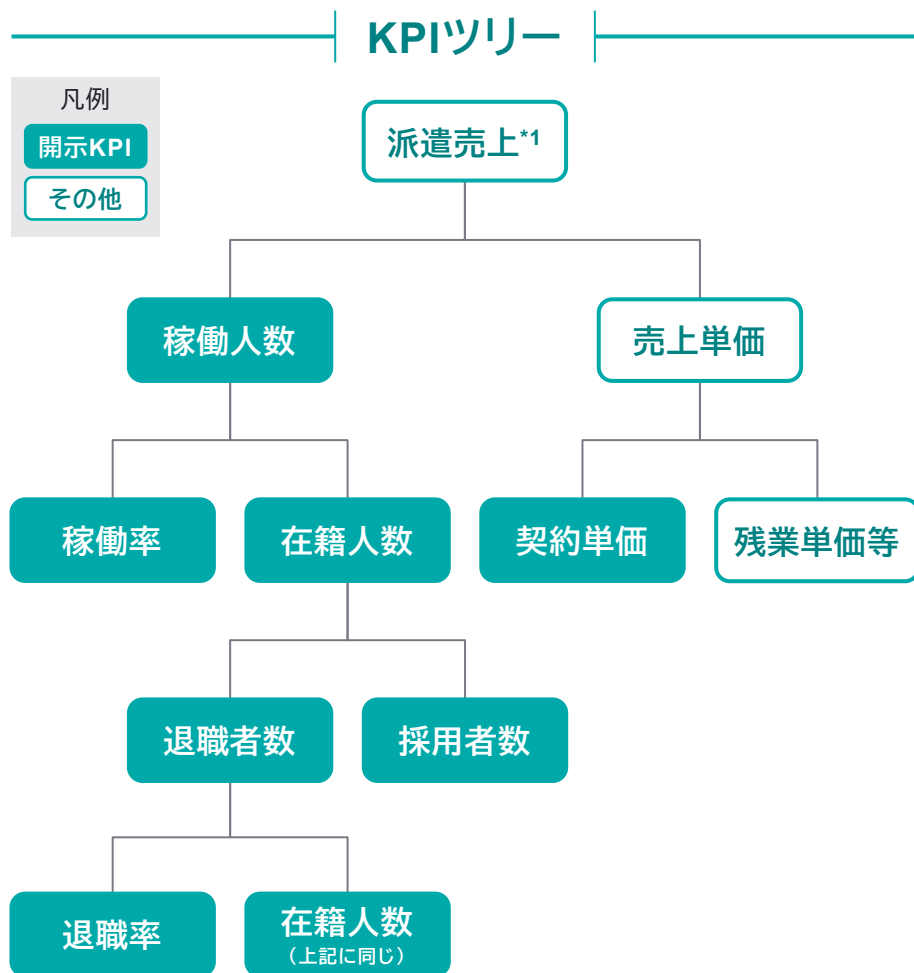 KPIツリー
凡例
開示KPI
その他
派遣売上*1
稼働人数
売上単価
稼働率
在籍人数
契約単価
残業単価等
退職者数
採用者数
退職率
在籍人数
（上記に同じ）